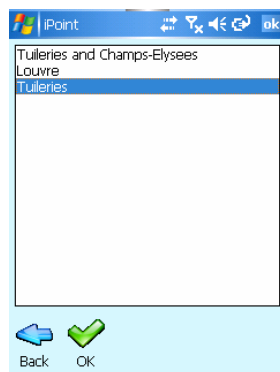 iPoint ok
Tuileries and Champs-Elysees
Louvre
Tuileries
Back OK